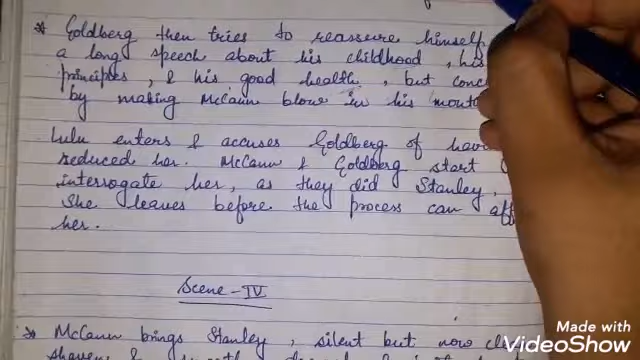 * Goldberg then tries to reassure himself
a long speech about his childhood, his
principles, & his good health, but conc
by making McCann blow in his mouth
Lulu enters & accuses Goldberg of hav
seduced her. McCann & Goldberg start
interrogate her, as they did Stanley.
She leaves before the process can aff
her.
Scene-IV
* McCann brings Stanley, silent but now cl
shaven &
Made with
VideoShow